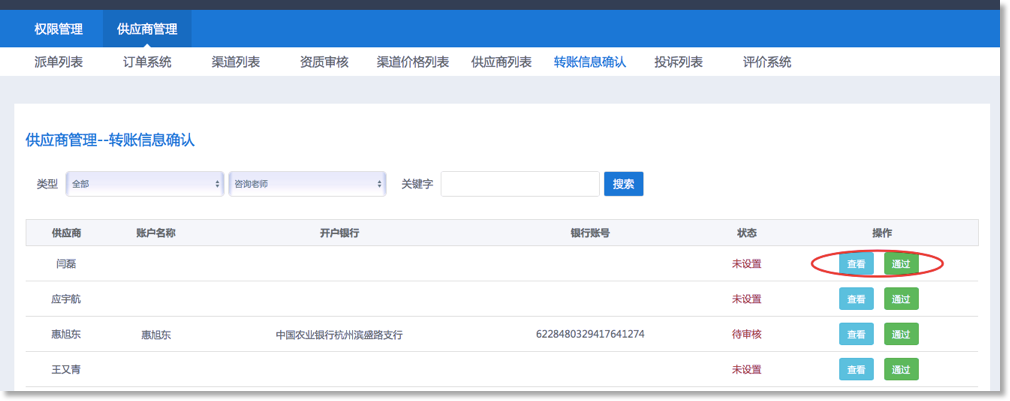 权限管理 供应商管理
派单列表 订单系统 渠道列表 资质审核 渠道价格列表 供应商列表 转账信息确认 投诉列表 评价系统
供应商管理--转账信息确认
类型 全部 咨询老师 关键字 搜索
供应商 账户名称 开户银行 银行账号 状态 操作
闫磊 未设置 查看 通过
应宇航 未设置 查看 通过
惠旭东 惠旭东 中国农业银行杭州滨盛路支行 6228480329417641274 待审核 查看 通过
王又青 未设置 查看 通过